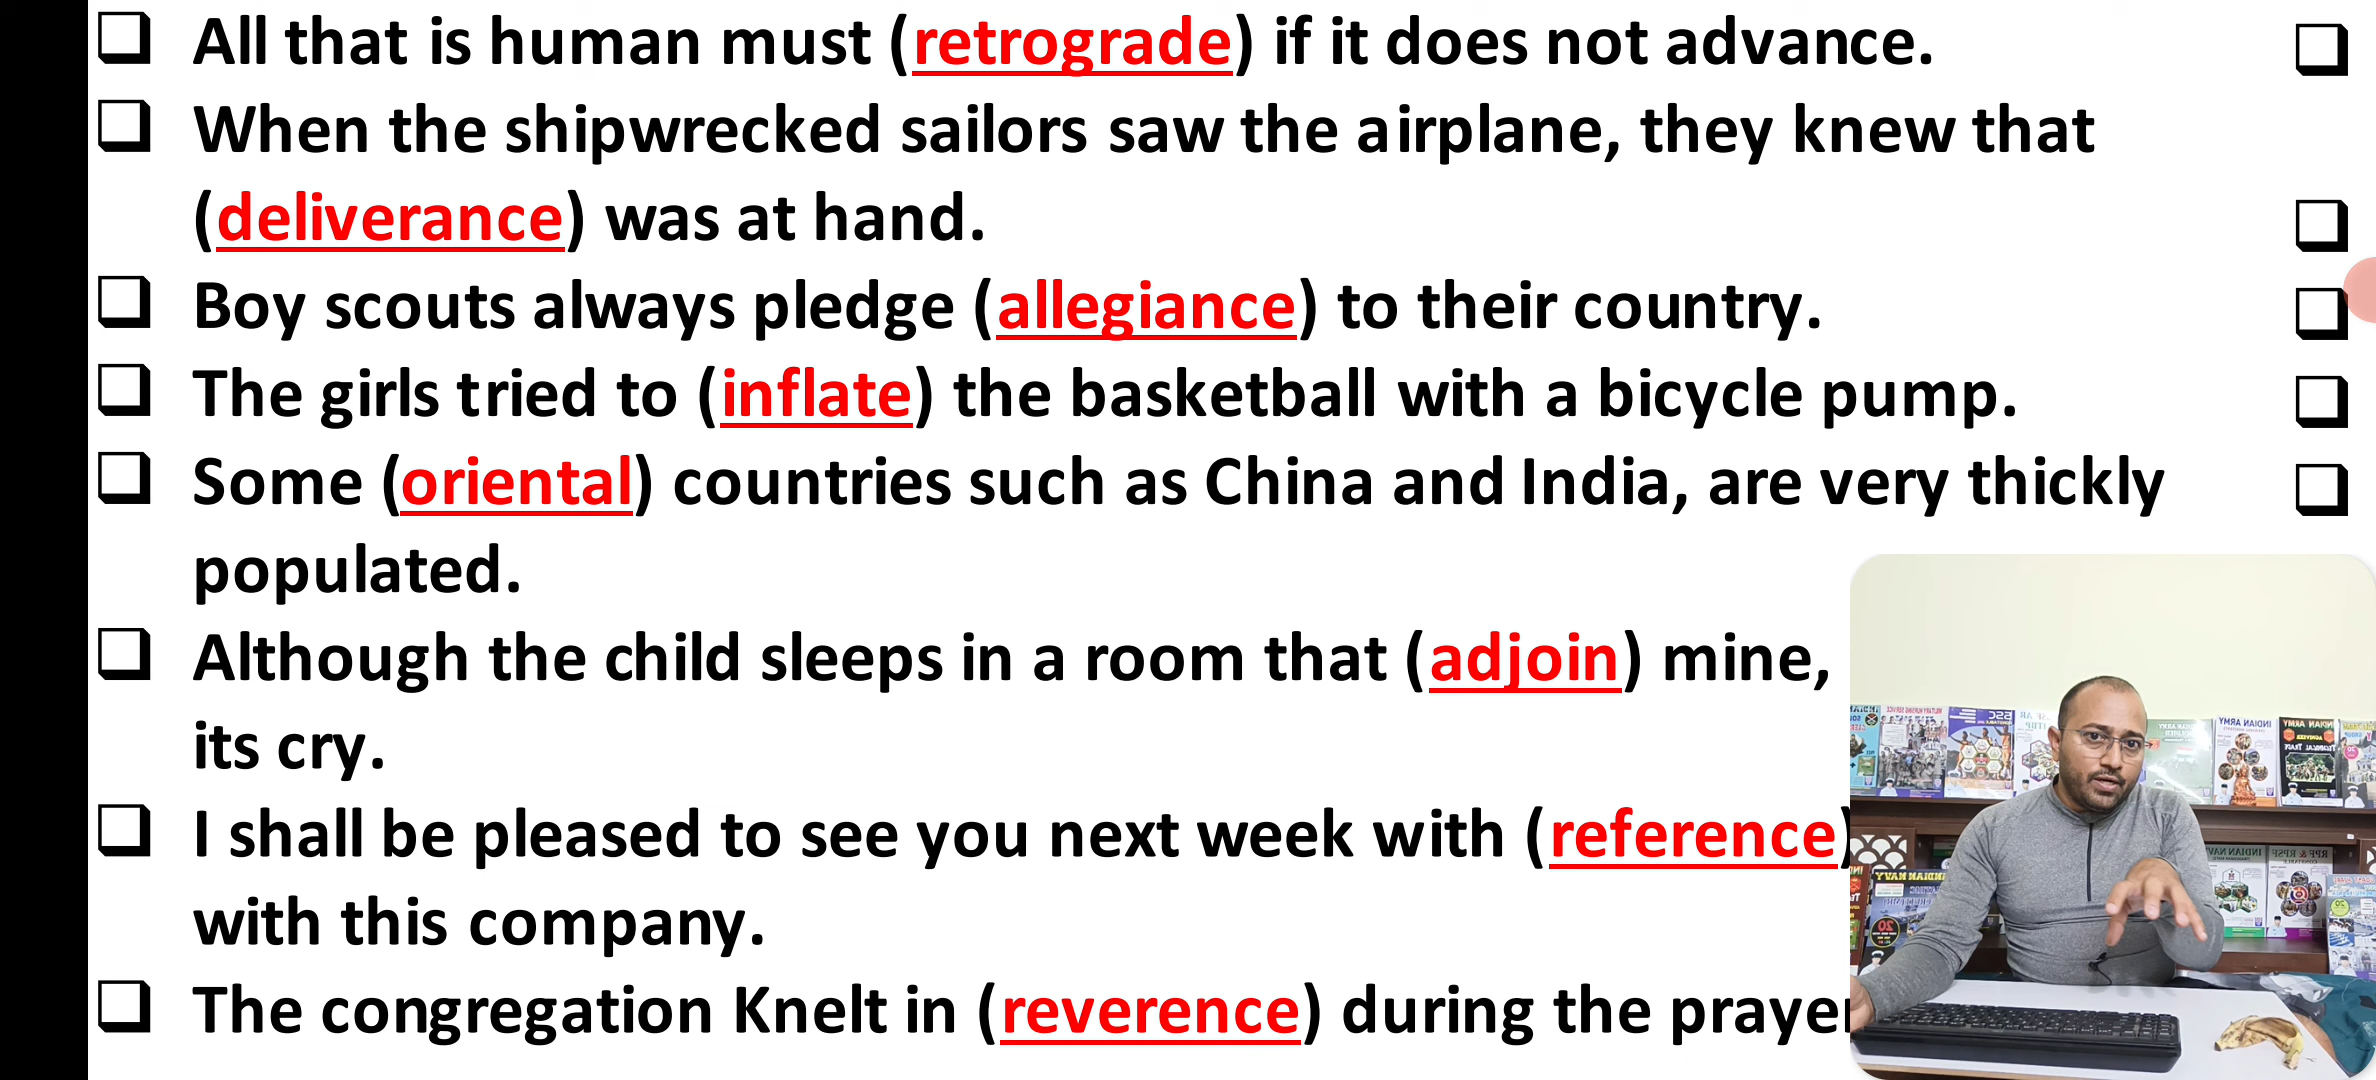 All that is human must (retrograde) if it does not advance.
When the shipwrecked sailors saw the airplane, they knew that
(deliverance) was at hand.
Boy scouts always pledge (allegiance) to their country.
The girls tried to (inflate) the basketball with a bicycle pump.
Some (oriental) countries such as China and India, are very thickly
populated.
Although the child sleeps in a room that (adjoin) mine,
its cry.
I shall be pleased to see you next week with (reference)
with this company.
The congregation Knelt in (reverence) during the prayer